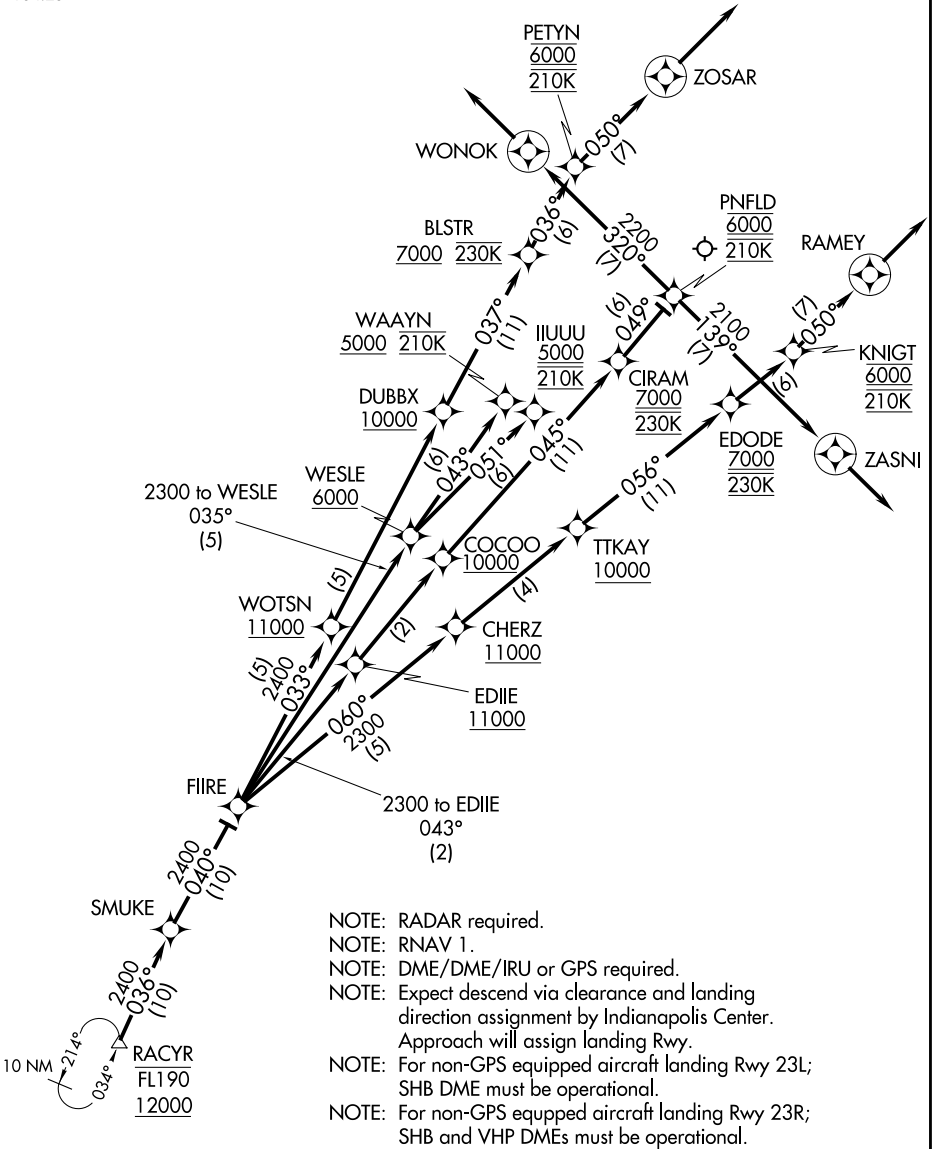 PETYN
6000
210K
ZOSAR
050°
(7)
WONOK
036°
(6)
BLSTR
7000 230K
2200
320°
(7)
PNFLD
6000
210K
RAMEY
(7)
050°
WAAYN
5000 210K
037°
(11)
IIUUU
5000
210K
(6)
049°
2100
139°
(7)
KNIGT
6000
210K
(6)
CIRAM
7000
230K
DUBBX
10000
(6)
043°
051°
(6)
045°
(11)
EDODE
7000
230K
ZASNI
WESLE
6000
2300 to WESLE
035°
(5)
056°
(11)
COCOO
10000
TTKAY
10000
(5)
(4)
WOTSN
11000
(2)
CHERZ
11000
(5)
2400
033°
EDIIE
11000
060°
2300
(5)
FIIRE
2300 to EDIIE
043°
(2)
2400
040°
(10)
SMUKE
2400
036°
(10)
10 NM
214°
034°
RACYR
FL190
12000
NOTE: RADAR required.
NOTE: RNAV 1.
NOTE: DME/DME/IRU or GPS required.
NOTE: Expect descend via clearance and landing
direction assignment by Indianapolis Center.
Approach will assign landing Rwy.
NOTE: For non-GPS equipped aircraft landing Rwy 23L;
SHB DME must be operational.
NOTE: For non-GPS equpped aircraft landing Rwy 23R;
SHB and VHP DMEs must be operational.